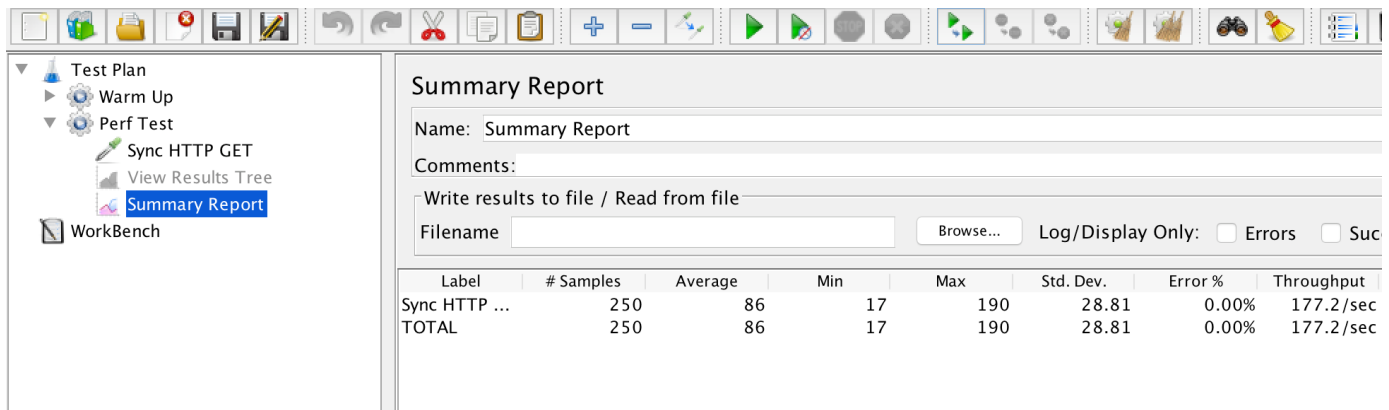 STOP
Test Plan
Warm Up
Perf Test
Sync HTTP GET
View Results Tree
Summary Report
WorkBench
Summary Report
Name: Summary Report
Comments:
Write results to file / Read from file
Filename Browse... Log/Display Only: Errors Suc
Label # Samples Average Min Max Std. Dev. Error % Throughput
Sync HTTP ... 250 86 17 190 28.81 0.00% 177.2/sec
TOTAL 250 86 17 190 28.81 0.00% 177.2/sec